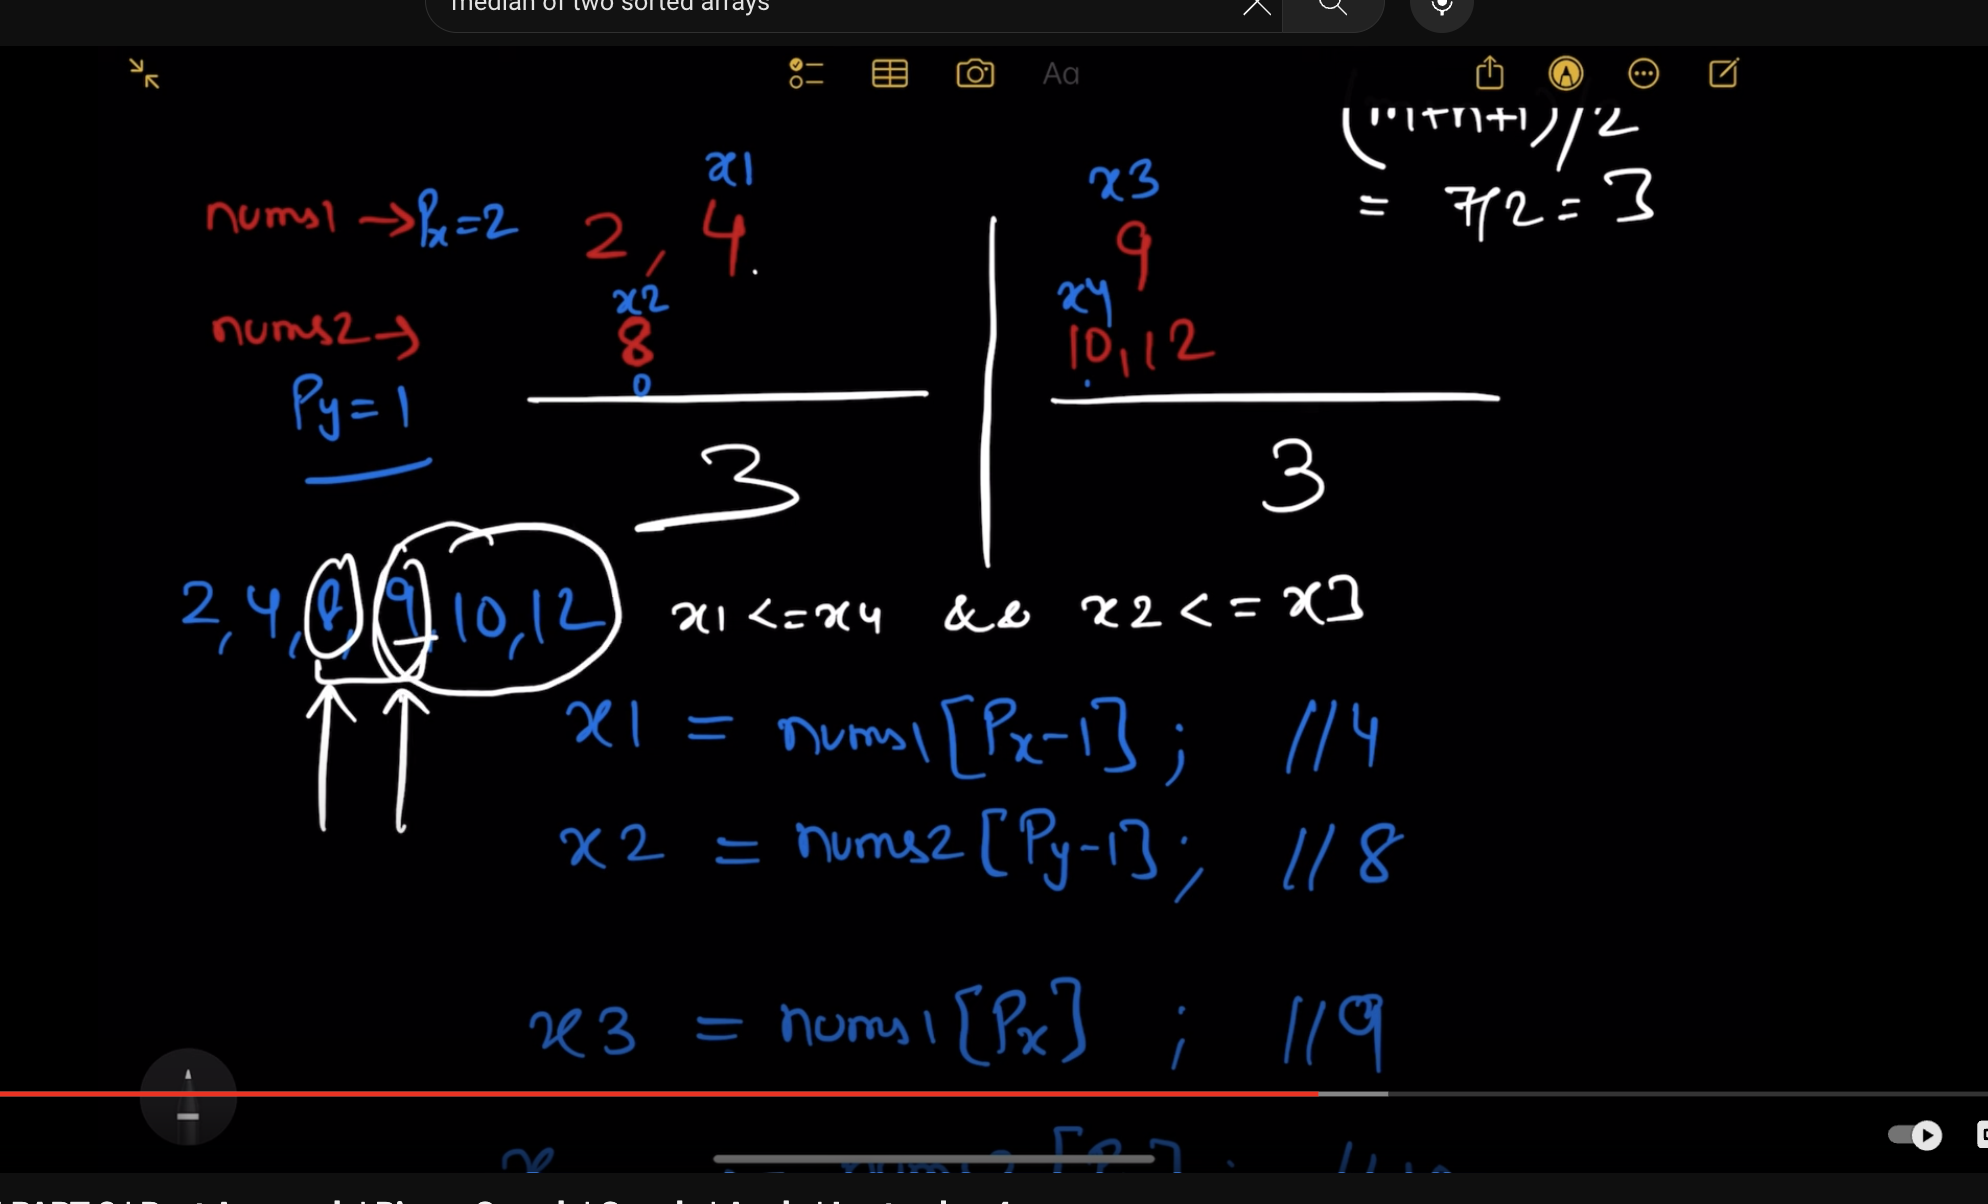 median of two sorted arrays
Aa
(m+n+1)/2
= 7/2 = 3
x1
x3
nums1 → Px=2 2, 4. 9
x2
x4
nums2 → 8 10,12
Py=1
3 3
2,4,8,9,10,12 x1<=x4 && x2<=x3
x1 = nums1[Px-1]; //4
x2 = nums2[Py-1]; //8
x3 = nums1[Px] ; //9